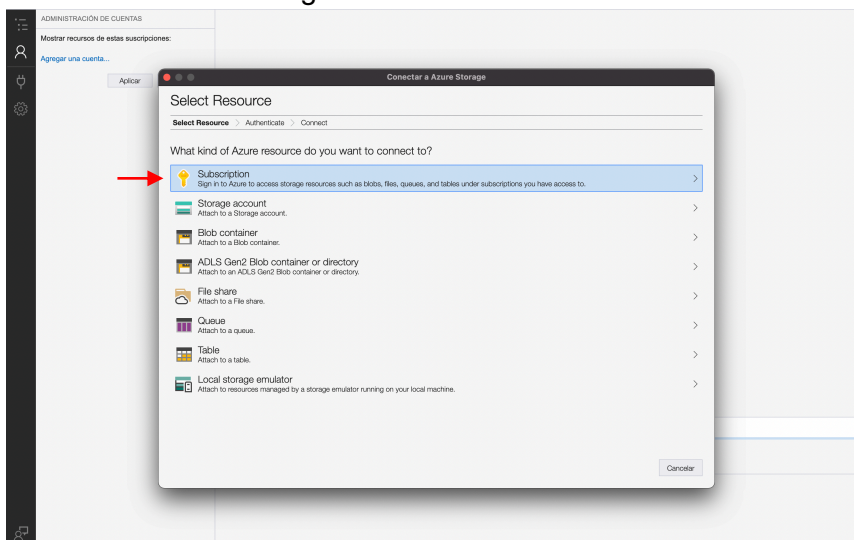 ADMINISTRACIÓN DE CUENTAS
Mostrar recursos de estas suscripciones:
Agregar una cuenta...
Aplicar
Conectar a Azure Storage
Select Resource
Select Resource > Authenticate > Connect
What kind of Azure resource do you want to connect to?
Subscription
Sign in to Azure to access storage resources such as blobs, files, queues, and tables under subscriptions you have access to.
Storage account
Attach to a Storage account.
Blob container
Attach to a Blob container.
ADLS Gen2 Blob container or directory
Attach to an ADLS Gen2 Blob container or directory.
File share
Attach to a File share.
Queue
Attach to a queue.
Table
Attach to a table.
Local storage emulator
Attach to resources managed by a storage emulator running on your local machine.
Cancelar